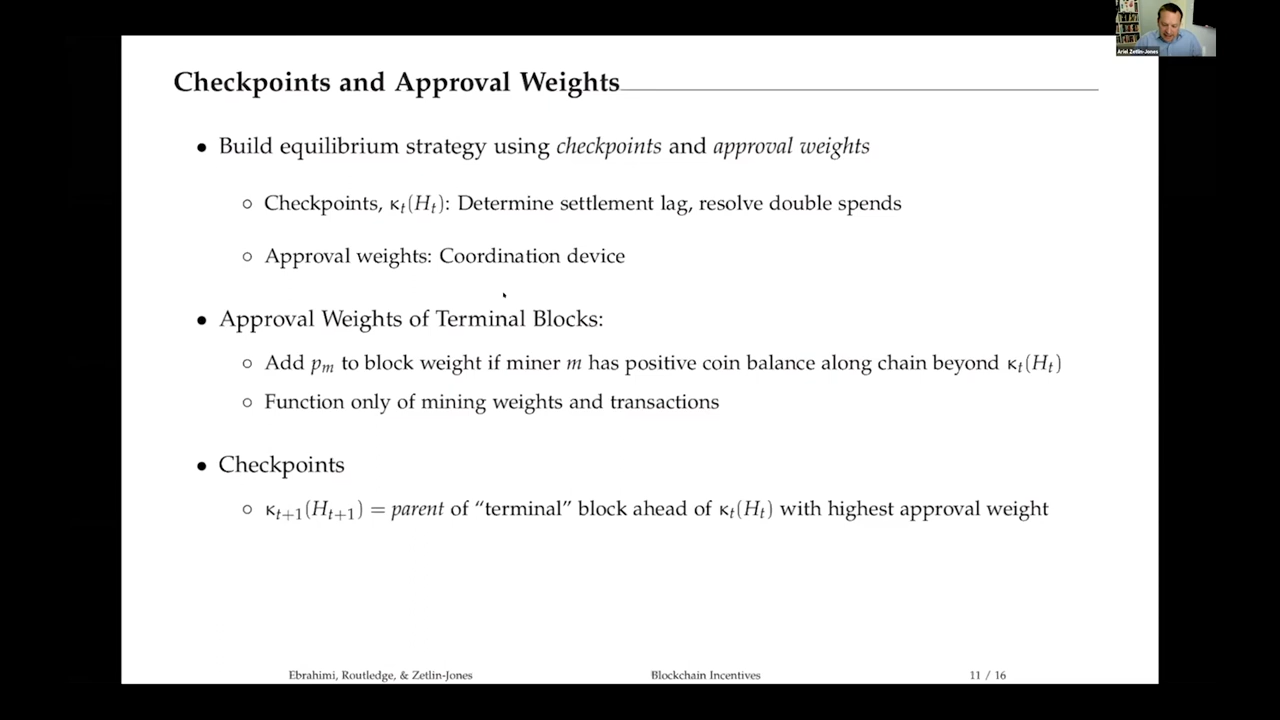 Ariel Zetlin-Jones
Checkpoints and Approval Weights
• Build equilibrium strategy using checkpoints and approval weights
◦ Checkpoints, κt(Ht): Determine settlement lag, resolve double spends
◦ Approval weights: Coordination device
• Approval Weights of Terminal Blocks:
◦ Add pm to block weight if miner m has positive coin balance along chain beyond κt(Ht)
◦ Function only of mining weights and transactions
• Checkpoints
◦ κt+1(Ht+1) = parent of “terminal” block ahead of κt(Ht) with highest approval weight
Ebrahimi, Routledge, & Zetlin-Jones Blockchain Incentives 11 / 16